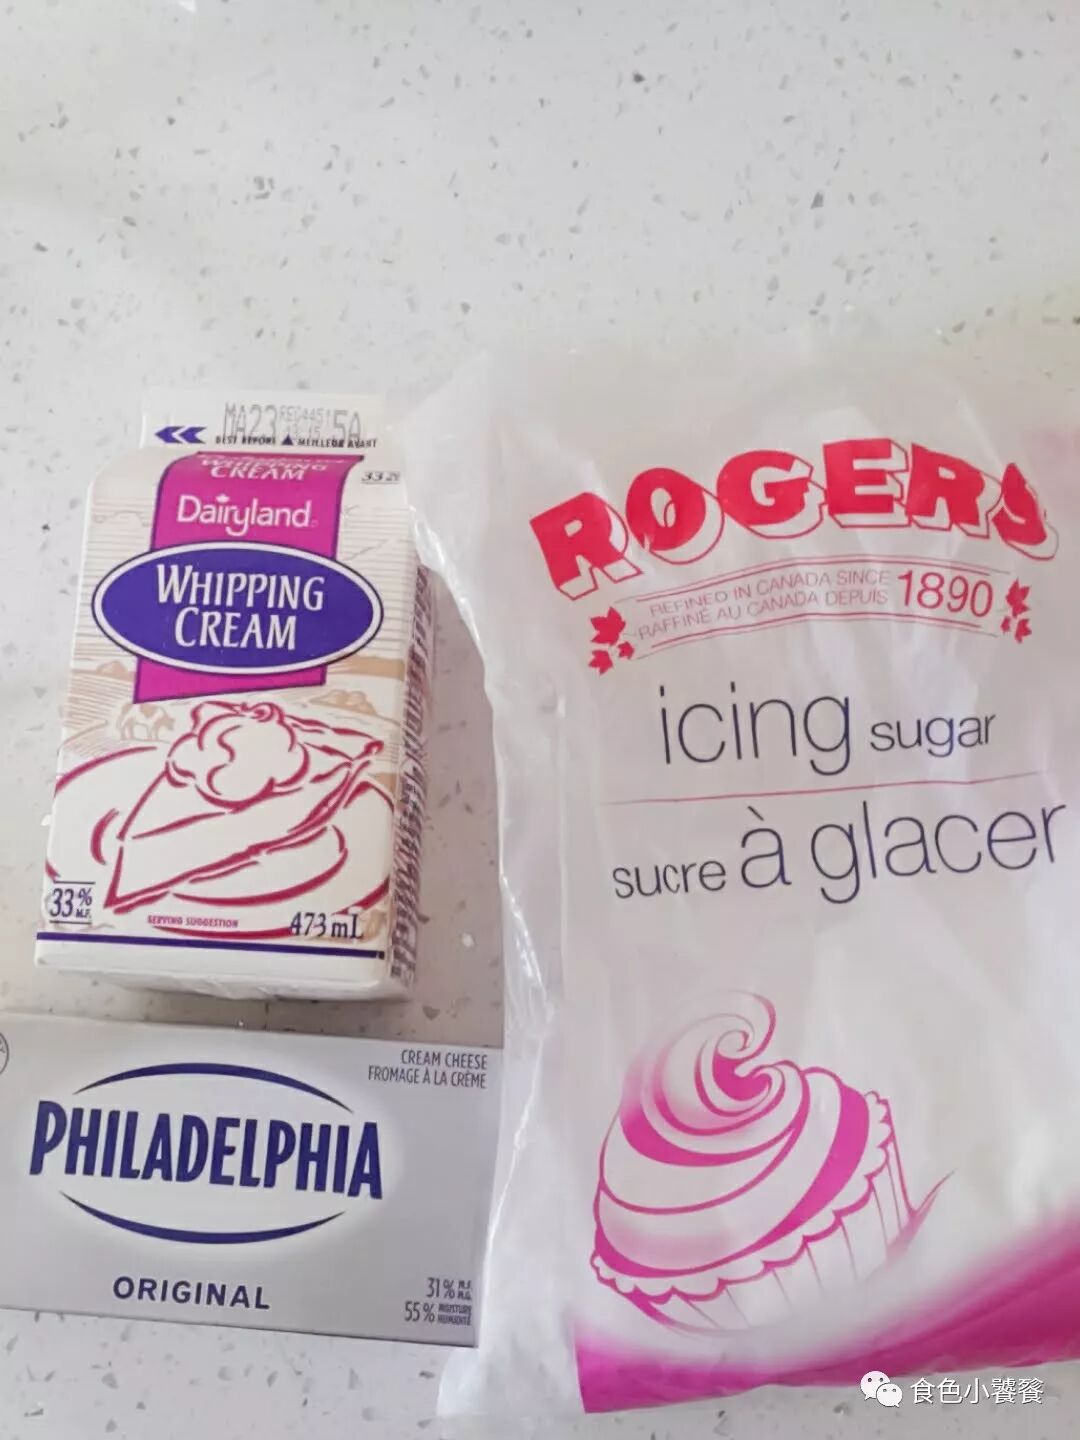 MA23
BEST BEFORE MEILLEUR AVANT
WHIPPING
CREAM
Dairyland
WHIPPING
CREAM
33% M.F.
SERVING SUGGESTION
473 mL
CREAM CHEESE
FROMAGE À LA CRÈME
PHILADELPHIA
ORIGINAL
31% M.F. M.G.
55% MOISTURE HUMIDITÉ
ROGERS
REFINED IN CANADA SINCE
RAFFINÉ AU CANADA DEPUIS
1890
icing sugar
sucre à glacer
食色小饕餮